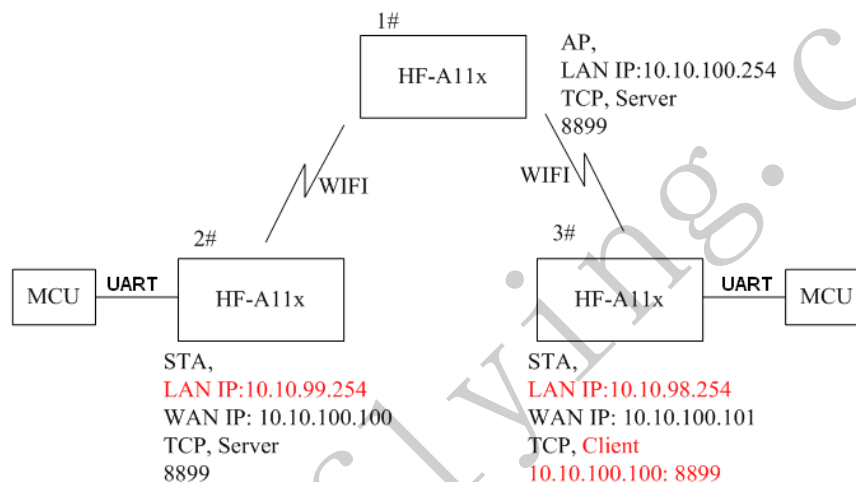 1#
HF-A11x
AP,
LAN IP:10.10.100.254
TCP, Server
8899
WIFI
WIFI
2#
3#
MCU
UART
HF-A11x
HF-A11x
UART
MCU
STA,
LAN IP:10.10.99.254
WAN IP: 10.10.100.100
TCP, Server
8899
STA,
LAN IP:10.10.98.254
WAN IP: 10.10.100.101
TCP, Client
10.10.100.100: 8899
flying. c